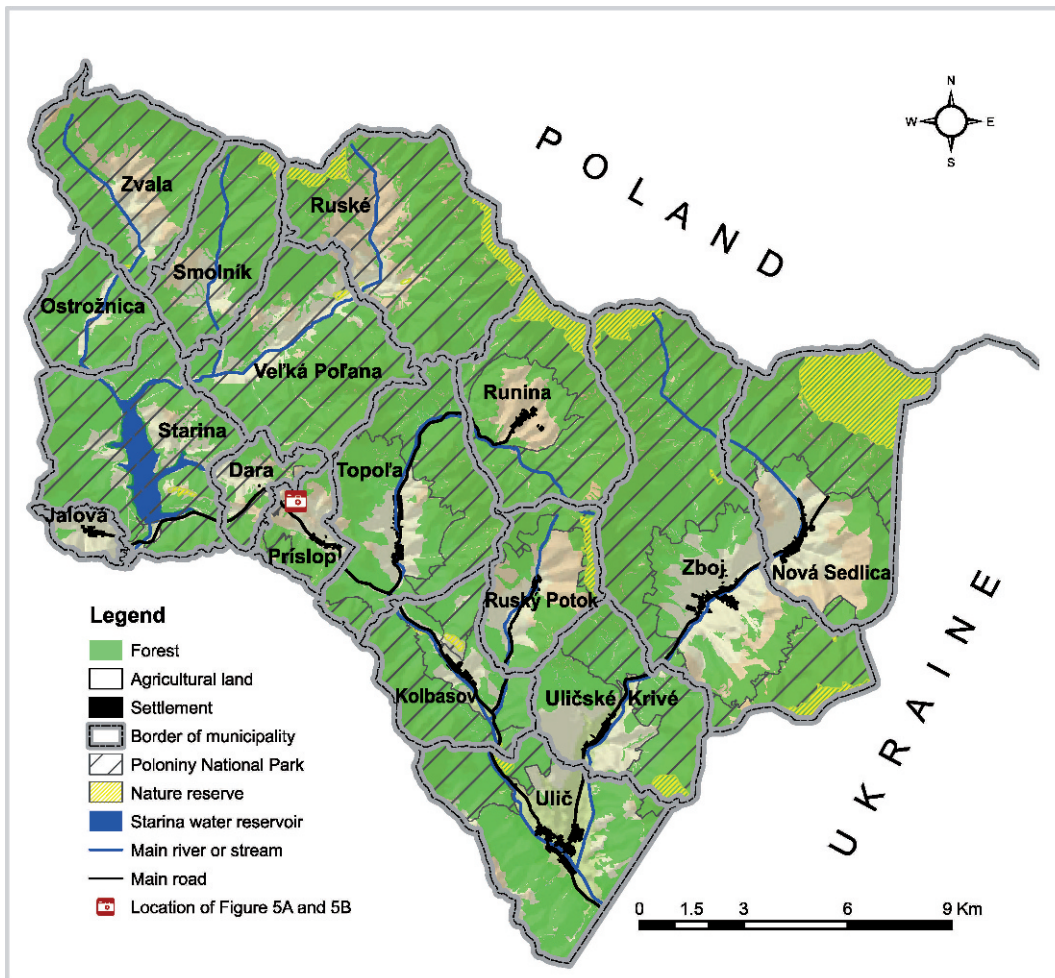 N
W E
S
POLAND
Zvala
Ruské
Smolník
Ostrožnica
Veľká Poľana
Runina
Starina
Dara
Topoľa
Jalová
Príslop
Zboj
Nová Sedlica
Ruský Potok
Kolbasov
Uličské Krivé
Ulič
UKRAINE
Legend
Forest
Agricultural land
Settlement
Border of municipality
Poloniny National Park
Nature reserve
Starina water reservoir
Main river or stream
Main road
Location of Figure 5A and 5B
0 1.5 3 6 9 Km